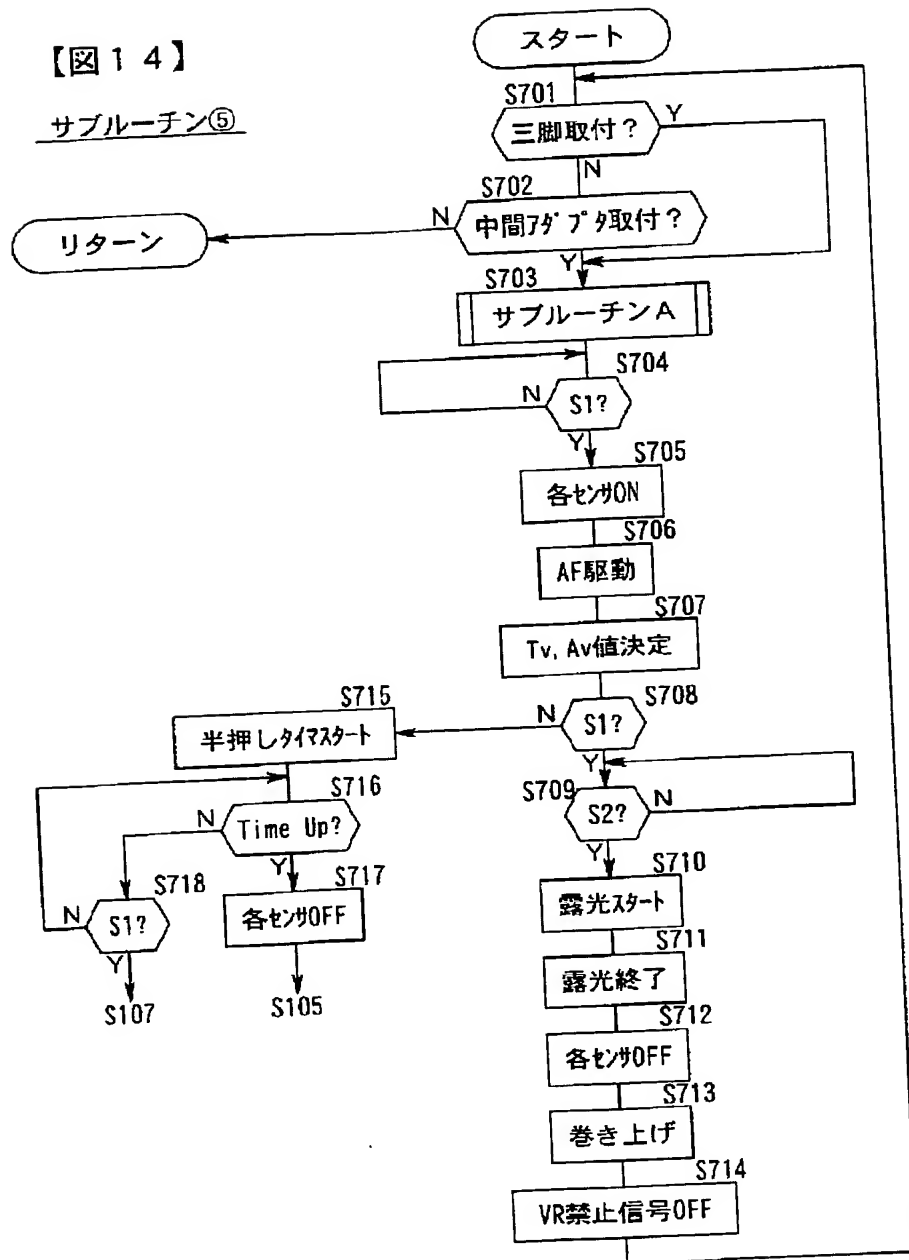 【図１４】
サブルーチン⑤
スタート
S701
三脚取付？
Y
N
S702
中間ｱﾀﾞﾌﾟﾀ取付？
N
リターン
Y
S703
サブルーチンA
S704
S1?
N
Y
S705
各ｾﾝｻON
S706
AF駆動
S707
Tv, Av値決定
S708
S1?
N
Y
S715
半押しﾀｲﾏｽﾀｰﾄ
S716
Time Up?
N
Y
S717
各ｾﾝｻOFF
S105
S718
S1?
N
Y
S107
S709
S2?
N
Y
S710
露光ｽﾀｰﾄ
S711
露光終了
S712
各ｾﾝｻOFF
S713
巻き上げ
S714
VR禁止信号OFF